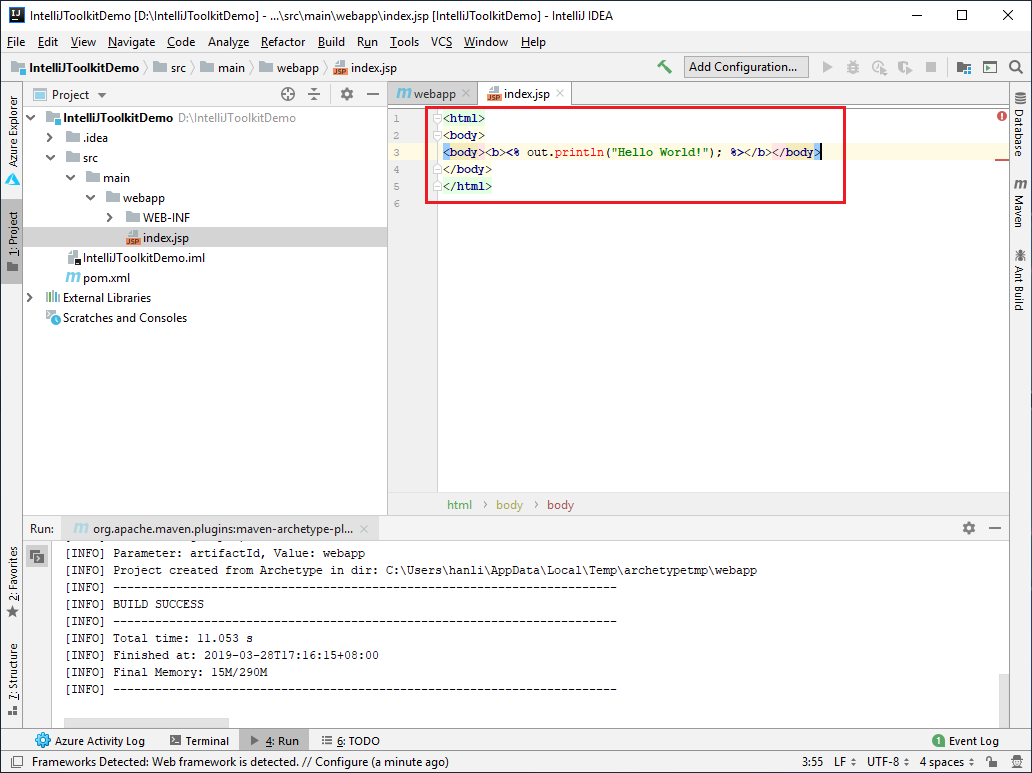 IntelliJToolkitDemo [D:\IntelliJToolkitDemo] - ...\src\main\webapp\index.jsp [IntelliJToolkitDemo] - IntelliJ IDEA
File Edit View Navigate Code Analyze Refactor Build Run Tools VCS Window Help
IntelliJToolkitDemo src main webapp index.jsp Add Configuration...
Project
webapp index.jsp
Azure Explorer
1: Project
2: Favorites
7: Structure
IntelliJToolkitDemo D:\IntelliJToolkitDemo
.idea
src
main
webapp
WEB-INF
index.jsp
IntelliJToolkitDemo.iml
pom.xml
External Libraries
Scratches and Consoles
1 <html>
2 <body>
3 <body><b><% out.println("Hello World!"); %></b></body>
4 </body>
5 </html>
6
html › body › body
Database
Maven
Ant Build
Run: org.apache.maven.plugins:maven-archetype-pl...
[INFO] Parameter: artifactId, Value: webapp
[INFO] Project created from Archetype in dir: C:\Users\hanli\AppData\Local\Temp\archetypetmp\webapp
[INFO] ---------------------------------------------------------------
[INFO] BUILD SUCCESS
[INFO] ---------------------------------------------------------------
[INFO] Total time: 11.053 s
[INFO] Finished at: 2019-03-28T17:16:15+08:00
[INFO] Final Memory: 15M/290M
[INFO] ---------------------------------------------------------------
Azure Activity Log Terminal 4: Run 6: TODO 1 Event Log
Frameworks Detected: Web framework is detected. // Configure (a minute ago) 3:55 LF UTF-8 4 spaces